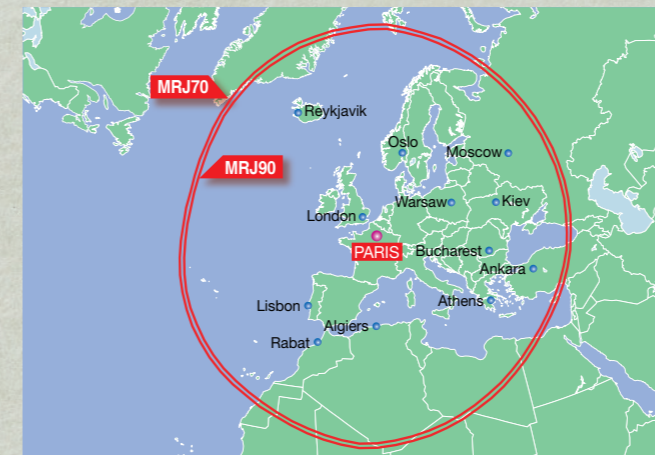 MRJ70
Reykjavik
Oslo
Moscow
MRJ90
Warsaw
Kiev
London
PARIS
Bucharest
Ankara
Lisbon
Athens
Algiers
Rabat